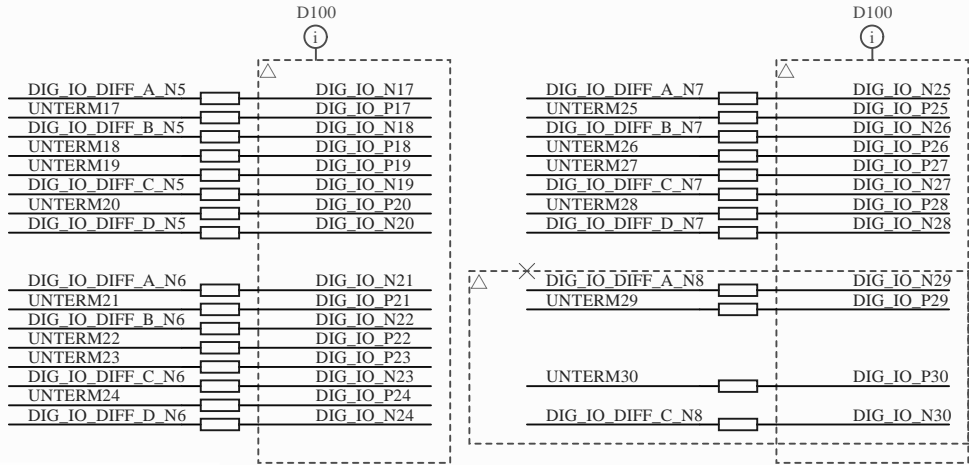 D100
i
DIG_IO_DIFF_A_N5 DIG_IO_N17
UNTERM17 DIG_IO_P17
DIG_IO_DIFF_B_N5 DIG_IO_N18
UNTERM18 DIG_IO_P18
UNTERM19 DIG_IO_P19
DIG_IO_DIFF_C_N5 DIG_IO_N19
UNTERM20 DIG_IO_P20
DIG_IO_DIFF_D_N5 DIG_IO_N20
DIG_IO_DIFF_A_N6 DIG_IO_N21
UNTERM21 DIG_IO_P21
DIG_IO_DIFF_B_N6 DIG_IO_N22
UNTERM22 DIG_IO_P22
UNTERM23 DIG_IO_P23
DIG_IO_DIFF_C_N6 DIG_IO_N23
UNTERM24 DIG_IO_P24
DIG_IO_DIFF_D_N6 DIG_IO_N24
D100
i
DIG_IO_DIFF_A_N7 DIG_IO_N25
UNTERM25 DIG_IO_P25
DIG_IO_DIFF_B_N7 DIG_IO_N26
UNTERM26 DIG_IO_P26
UNTERM27 DIG_IO_P27
DIG_IO_DIFF_C_N7 DIG_IO_N27
UNTERM28 DIG_IO_P28
DIG_IO_DIFF_D_N7 DIG_IO_N28
DIG_IO_DIFF_A_N8 DIG_IO_N29
UNTERM29 DIG_IO_P29
UNTERM30 DIG_IO_P30
DIG_IO_DIFF_C_N8 DIG_IO_N30